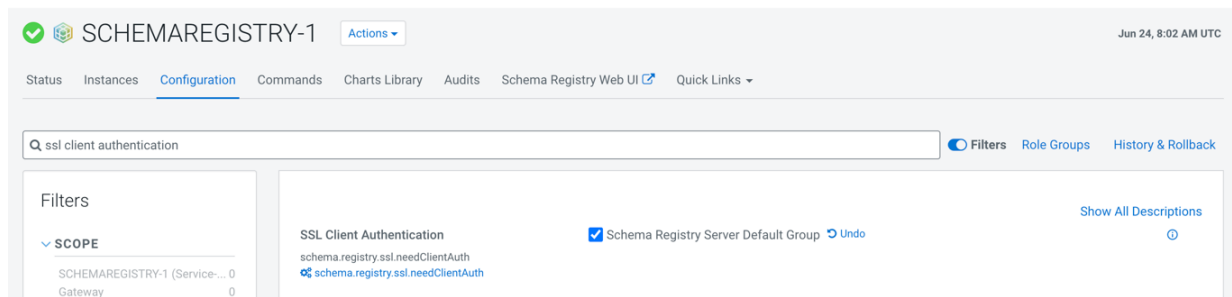 SCHEMAREGISTRY-1 Actions Jun 24, 8:02 AM UTC
Status Instances Configuration Commands Charts Library Audits Schema Registry Web UI Quick Links
ssl client authentication Filters Role Groups History & Rollback
Filters
Show All Descriptions
SCOPE
SSL Client Authentication Schema Registry Server Default Group Undo
schema.registry.ssl.needClientAuth
schema.registry.ssl.needClientAuth
SCHEMAREGISTRY-1 (Service-... 0
Gateway 0